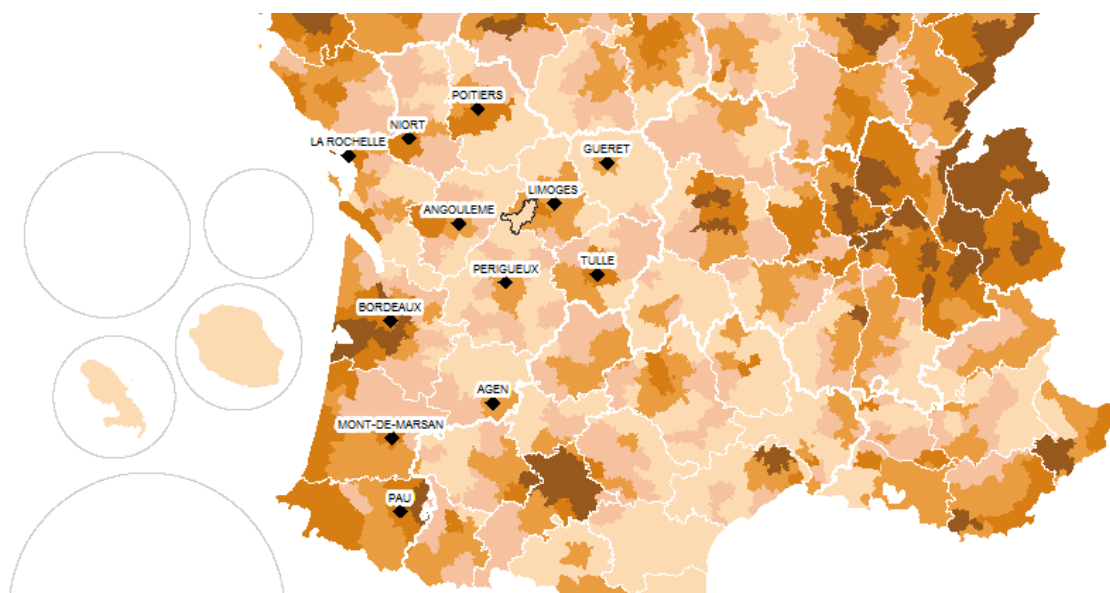 POITIERS
NIORT
LA ROCHELLE
GUERET
LIMOGES
ANGOULEME
TULLE
PERIGUEUX
BORDEAUX
AGEN
MONT-DE-MARSAN
PAU